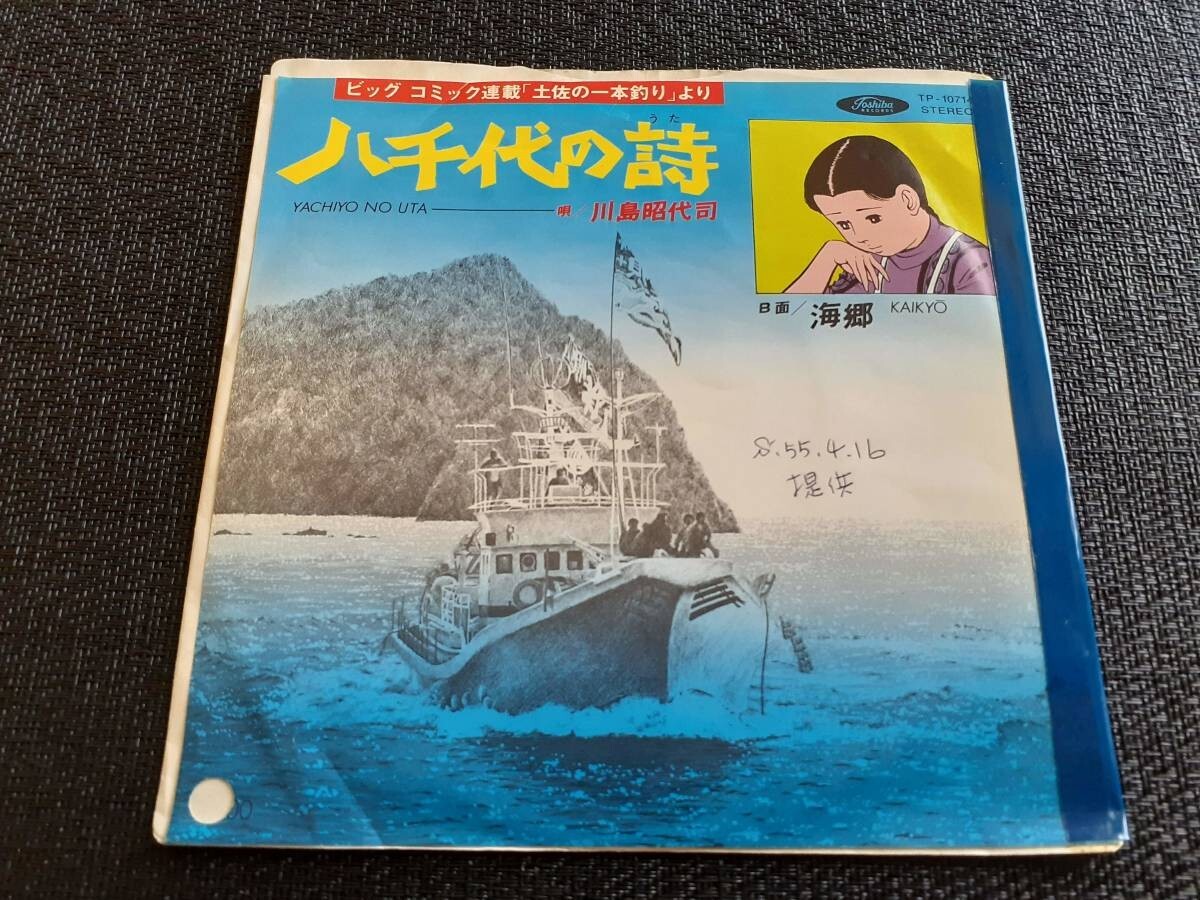 ビッグ コミック連載「土佐の一本釣り」より
Toshiba
RECORDS
TP-10714
STEREO
うた
八千代の詩
YACHIYO NO UTA
唄/川島昭代司
B面/海郷 KAIKYŌ
S.55.4.16
提供